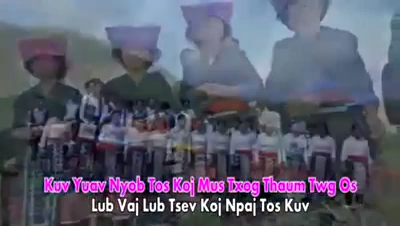 Kuv Yuav Nyob Tos Koj Mus Txog Thaum Twg Os
Lub Vaj Lub Tsev Koj Npaj Tos Kuv